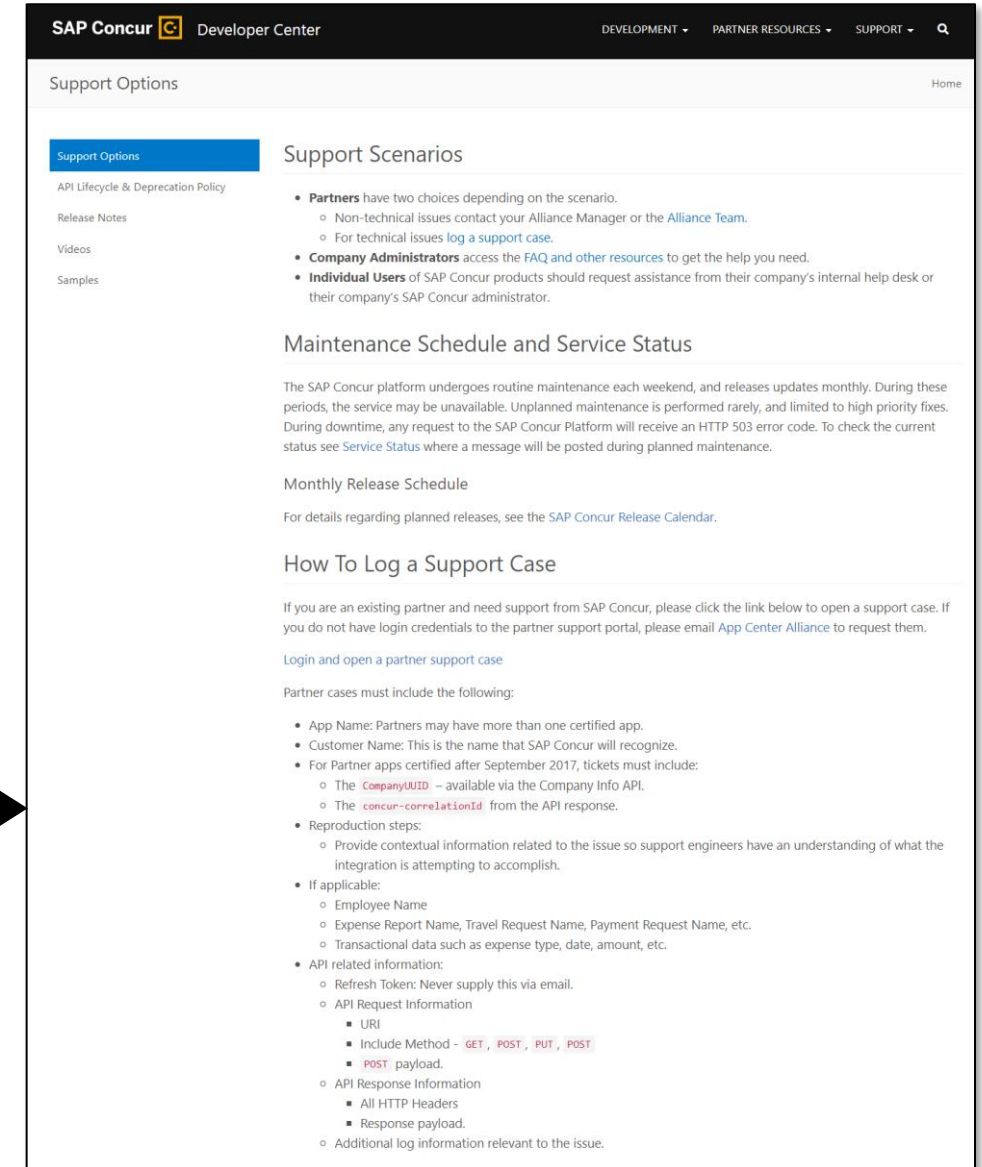 SAP Concur C Developer Center
DEVELOPMENT PARTNER RESOURCES SUPPORT
Support Options
Home
Support Options
API Lifecycle & Deprecation Policy
Release Notes
Videos
Samples
Support Scenarios
Partners have two choices depending on the scenario.
Non-technical issues contact your Alliance Manager or the Alliance Team.
For technical issues log a support case.
Company Administrators access the FAQ and other resources to get the help you need.
Individual Users of SAP Concur products should request assistance from their company's internal help desk or
their company's SAP Concur administrator.
Maintenance Schedule and Service Status
The SAP Concur platform undergoes routine maintenance each weekend, and releases updates monthly. During these
periods, the service may be unavailable. Unplanned maintenance is performed rarely, and limited to high priority fixes.
During downtime, any request to the SAP Concur Platform will receive an HTTP 503 error code. To check the current
status see Service Status where a message will be posted during planned maintenance.
Monthly Release Schedule
For details regarding planned releases, see the SAP Concur Release Calendar.
How To Log a Support Case
If you are an existing partner and need support from SAP Concur, please click the link below to open a support case. If
you do not have login credentials to the partner support portal, please email App Center Alliance to request them.
Login and open a partner support case
Partner cases must include the following:
App Name: Partners may have more than one certified app.
Customer Name: This is the name that SAP Concur will recognize.
For Partner apps certified after September 2017, tickets must include:
The CompanyUUID – available via the Company Info API.
The concur-correlationId from the API response.
Reproduction steps:
Provide contextual information related to the issue so support engineers have an understanding of what the
integration is attempting to accomplish.
If applicable:
Employee Name
Expense Report Name, Travel Request Name, Payment Request Name, etc.
Transactional data such as expense type, date, amount, etc.
API related information:
Refresh Token: Never supply this via email.
API Request Information
URI
Include Method - GET, POST, PUT, POST
POST payload.
API Response Information
All HTTP Headers
Response payload.
Additional log information relevant to the issue.